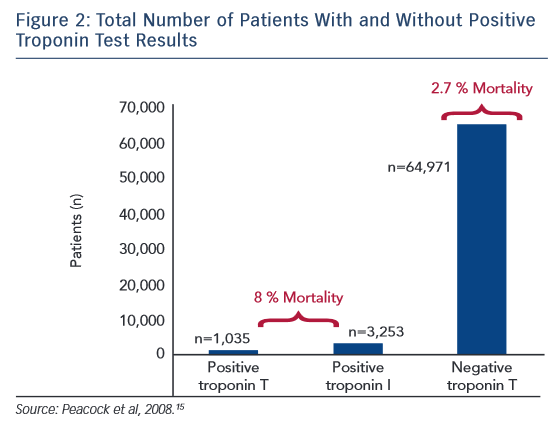 Figure 2: Total Number of Patients With and Without Positive
Troponin Test Results
2.7 % Mortality
70,000
60,000
50,000
40,000
30,000
20,000
10,000
0
Patients (n)
n=64,971
8 % Mortality
n=1,035
n=3,253
Positive
troponin T
Positive
troponin I
Negative
troponin T
Source: Peacock et al, 2008.15